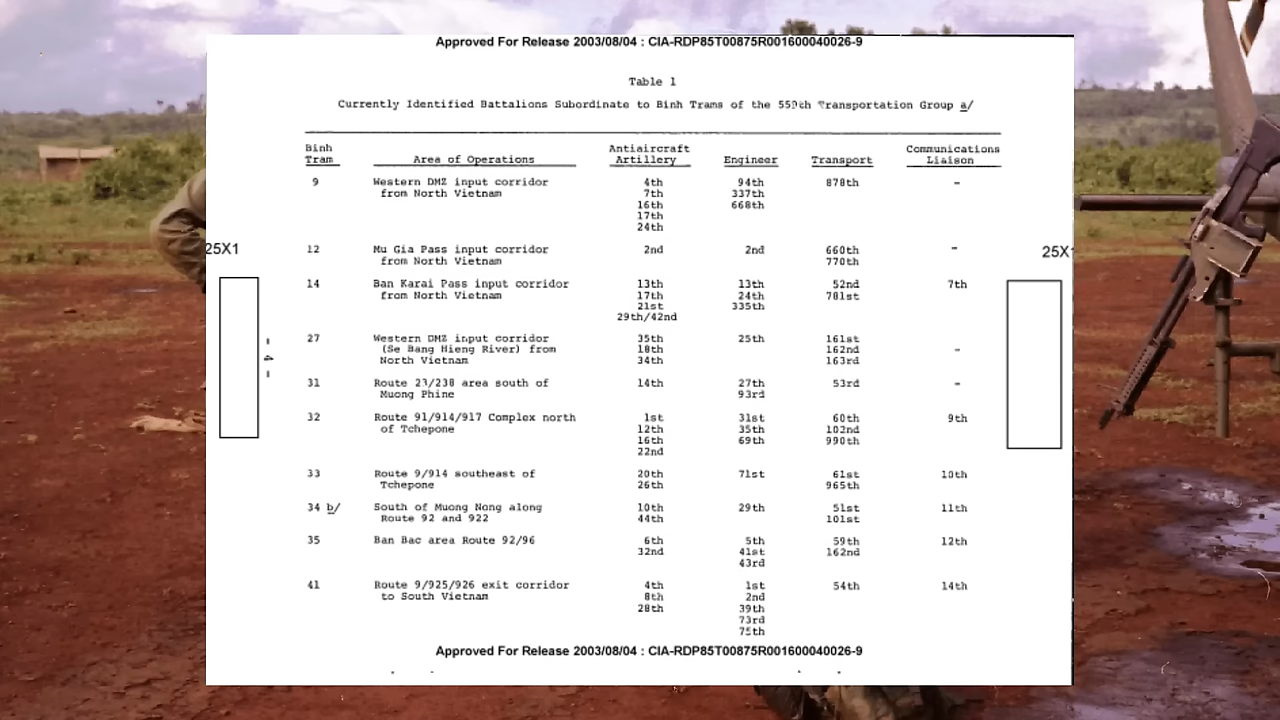 Approved For Release 2003/08/04 : CIA-RDP85T00875R001600040026-9
Table 1
Currently Identified Battalions Subordinate to Binh Trams of the 559th Transportation Group a/
Binh Tram Area of Operations Antiaircraft Artillery Engineer Transport Communications Liaison
9 Western DMZ input corridor 4th 94th 878th -
from North Vietnam 7th 337th
16th 668th
17th
24th
25X1 25X1
12 Mu Gia Pass input corridor 2nd 2nd 660th -
from North Vietnam 770th
14 Ban Karai Pass input corridor 13th 13th 52nd 7th
from North Vietnam 17th 24th 781st
21st 335th
29th/42nd
27 Western DMZ input corridor 35th 25th 161st
(Se Bang Hieng River) from 18th 162nd -
North Vietnam 34th 163rd
- 4 -
31 Route 23/238 area south of 14th 27th 53rd -
Muong Phine 93rd
32 Route 91/914/917 Complex north 1st 31st 60th 9th
of Tchepone 12th 35th 102nd
16th 69th 990th
22nd
33 Route 9/914 southeast of 20th 71st 61st 10th
Tchepone 26th 965th
34 b/ South of Muong Nong along 10th 29th 51st 11th
Route 92 and 922 44th 101st
35 Ban Bac area Route 92/96 6th 5th 59th 12th
32nd 41st 162nd
43rd
41 Route 9/925/926 exit corridor 4th 1st 54th 14th
to South Vietnam 8th 2nd
28th 39th
73rd
75th
Approved For Release 2003/08/04 : CIA-RDP85T00875R001600040026-9